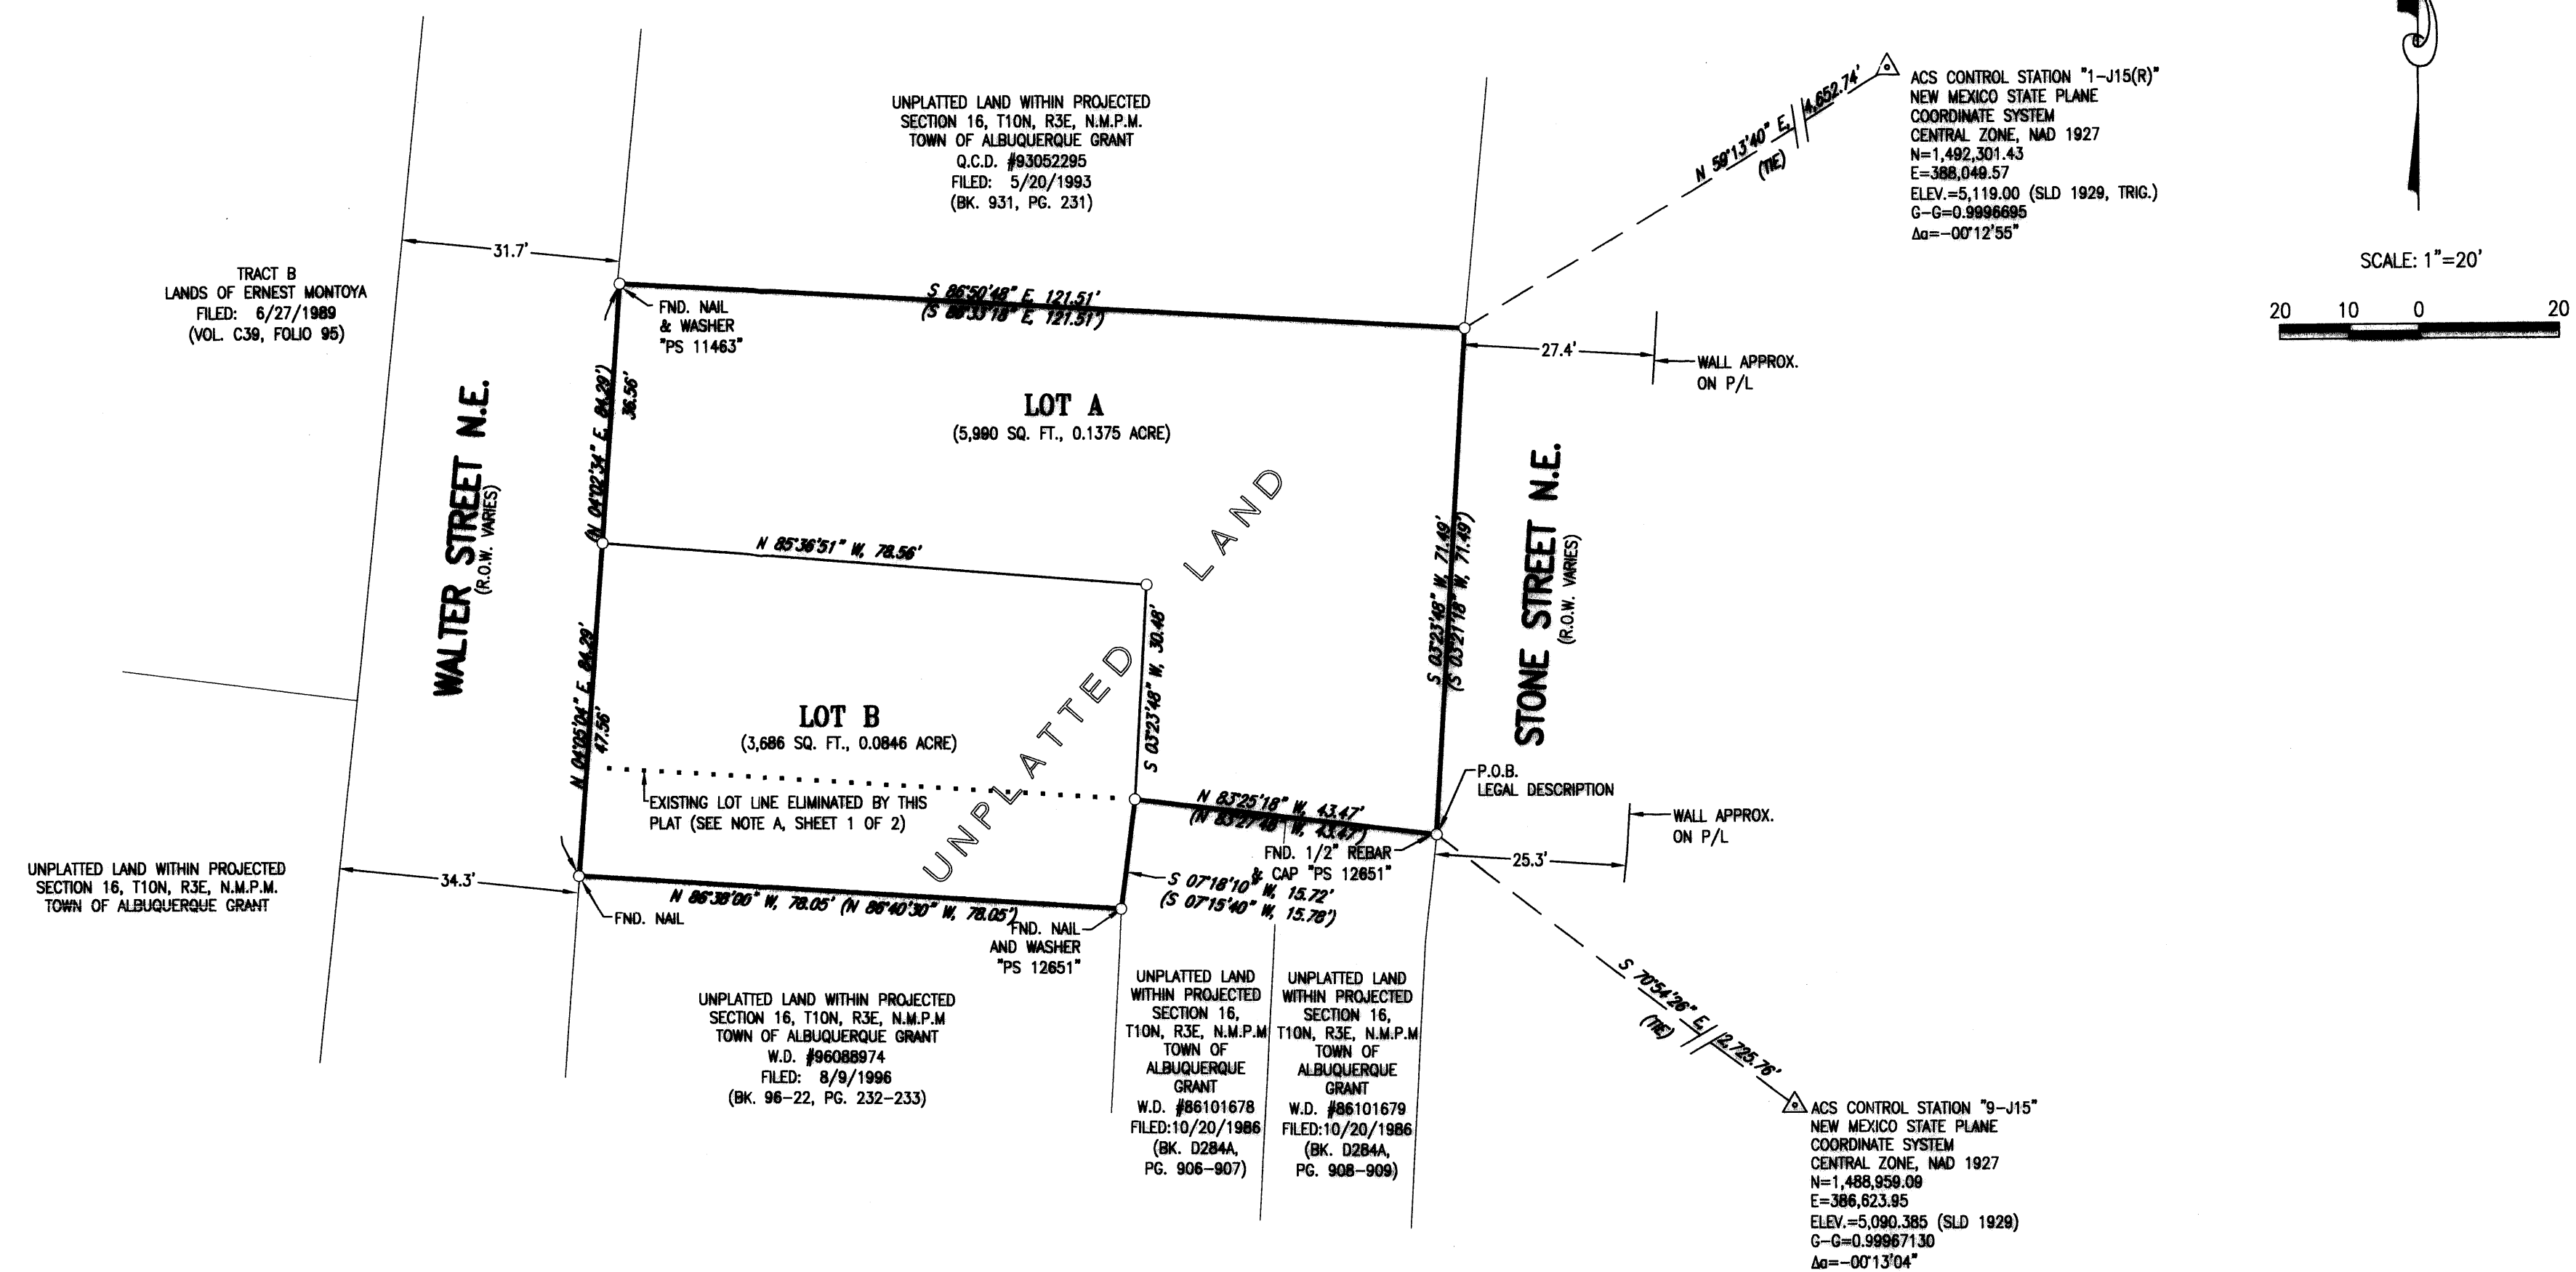 UNPLATTED LAND WITHIN PROJECTED
SECTION 16, T10N, R3E, N.M.P.M.
TOWN OF ALBUQUERQUE GRANT
Q.C.D. #93052295
FILED: 5/20/1993
(BK. 931, PG. 231)
N 59°13'40" E, 4,652.74'
(TIE)
ACS CONTROL STATION "1-J15(R)"
NEW MEXICO STATE PLANE
COORDINATE SYSTEM
CENTRAL ZONE, NAD 1927
N=1,492,301.43
E=388,049.57
ELEV.=5,119.00 (SLD 1929, TRIG.)
G-G=0.9996695
Δa=-00°12'55"
SCALE: 1"=20'
20 10 0 20
31.7'
TRACT B
LANDS OF ERNEST MONTOYA
FILED: 6/27/1989
(VOL. C39, FOLIO 95)
FND. NAIL
& WASHER
"PS 11463"
S 86°50'48" E, 121.51'
(S 86°53'18" E, 121.51')
27.4'
WALL APPROX.
ON P/L
(N 04°02'34" E, 84.29')
36.56'
LOT A
(5,990 SQ. FT., 0.1375 ACRE)
WALTER STREET N.E.
(R.O.W. VARIES)
N 85°36'51" W, 78.56'
UNPLATTED LAND
S 03°23'48" W, 71.49'
(S 03°21'18" W, 71.49')
STONE STREET N.E.
(R.O.W. VARIES)
N 04°05'04" E, 84.29'
47.56'
S 03°23'48" W, 30.48'
LOT B
(3,686 SQ. FT., 0.0846 ACRE)
EXISTING LOT LINE ELIMINATED BY THIS
PLAT (SEE NOTE A, SHEET 1 OF 2)
P.O.B.
LEGAL DESCRIPTION
N 83°25'18" W, 43.47'
(N 83°27'48" W, 43.47')
WALL APPROX.
ON P/L
FND. 1/2" REBAR
& CAP "PS 12651"
25.3'
UNPLATTED LAND WITHIN PROJECTED
SECTION 16, T10N, R3E, N.M.P.M.
TOWN OF ALBUQUERQUE GRANT
34.3'
FND. NAIL
N 86°38'00" W, 78.05' (N 86°40'30" W, 78.05')
S 07°18'10" W, 15.72'
(S 07°15'40" W, 15.78')
FND. NAIL
AND WASHER
"PS 12651"
UNPLATTED LAND WITHIN PROJECTED
SECTION 16, T10N, R3E, N.M.P.M
TOWN OF ALBUQUERQUE GRANT
W.D. #96088974
FILED: 8/9/1996
(BK. 96-22, PG. 232-233)
UNPLATTED LAND
WITHIN PROJECTED
SECTION 16,
T10N, R3E, N.M.P.M
TOWN OF
ALBUQUERQUE
GRANT
W.D. #86101678
FILED:10/20/1986
(BK. D284A,
PG. 906-907)
UNPLATTED LAND
WITHIN PROJECTED
SECTION 16,
T10N, R3E, N.M.P.M
TOWN OF
ALBUQUERQUE
GRANT
W.D. #86101679
FILED:10/20/1986
(BK. D284A,
PG. 908-909)
S 70°54'26" E, 2,725.76'
(TIE)
ACS CONTROL STATION "9-J15"
NEW MEXICO STATE PLANE
COORDINATE SYSTEM
CENTRAL ZONE, NAD 1927
N=1,488,959.09
E=386,623.95
ELEV.=5,090.385 (SLD 1929)
G-G=0.99967130
Δa=-00°13'04"